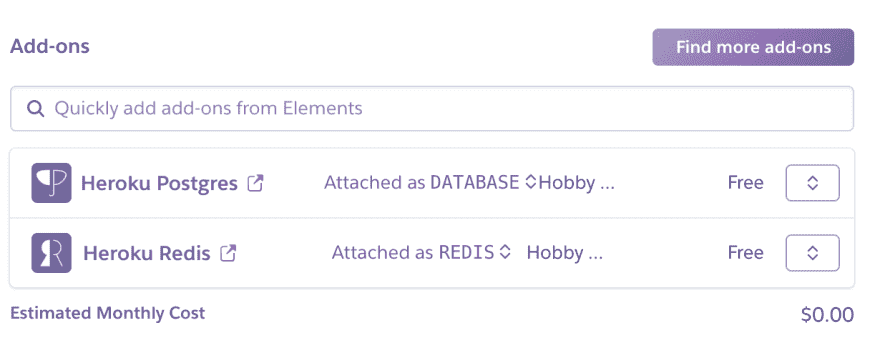 Add-ons
Find more add-ons
Quickly add add-ons from Elements
Heroku Postgres Attached as DATABASE Hobby ... Free
Heroku Redis Attached as REDIS Hobby ... Free
Estimated Monthly Cost $0.00